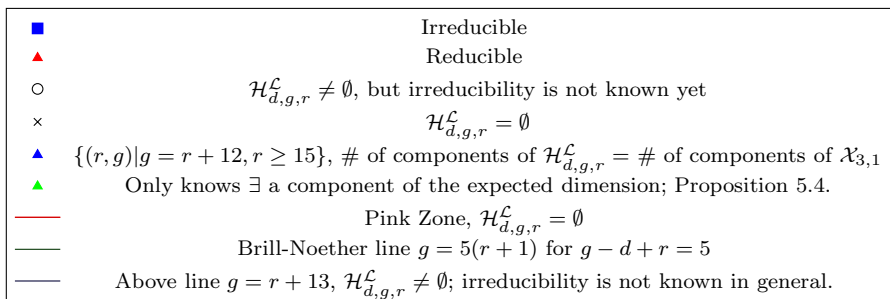 Irreducible
Reducible
$\mathcal{H}^{\mathcal{L}}_{d,g,r} \neq \emptyset$, but irreducibility is not known yet
$\mathcal{H}^{\mathcal{L}}_{d,g,r} = \emptyset$
$\{(r, g)|g = r + 12, r \geq 15\}$, # of components of $\mathcal{H}^{\mathcal{L}}_{d,g,r}$ = # of components of $\mathcal{X}_{3,1}$
Only knows ∃ a component of the expected dimension; Proposition 5.4.
Pink Zone, $\mathcal{H}^{\mathcal{L}}_{d,g,r} = \emptyset$
Brill-Noether line $g = 5(r + 1)$ for $g - d + r = 5$
Above line $g = r + 13$, $\mathcal{H}^{\mathcal{L}}_{d,g,r} \neq \emptyset$; irreducibility is not known in general.